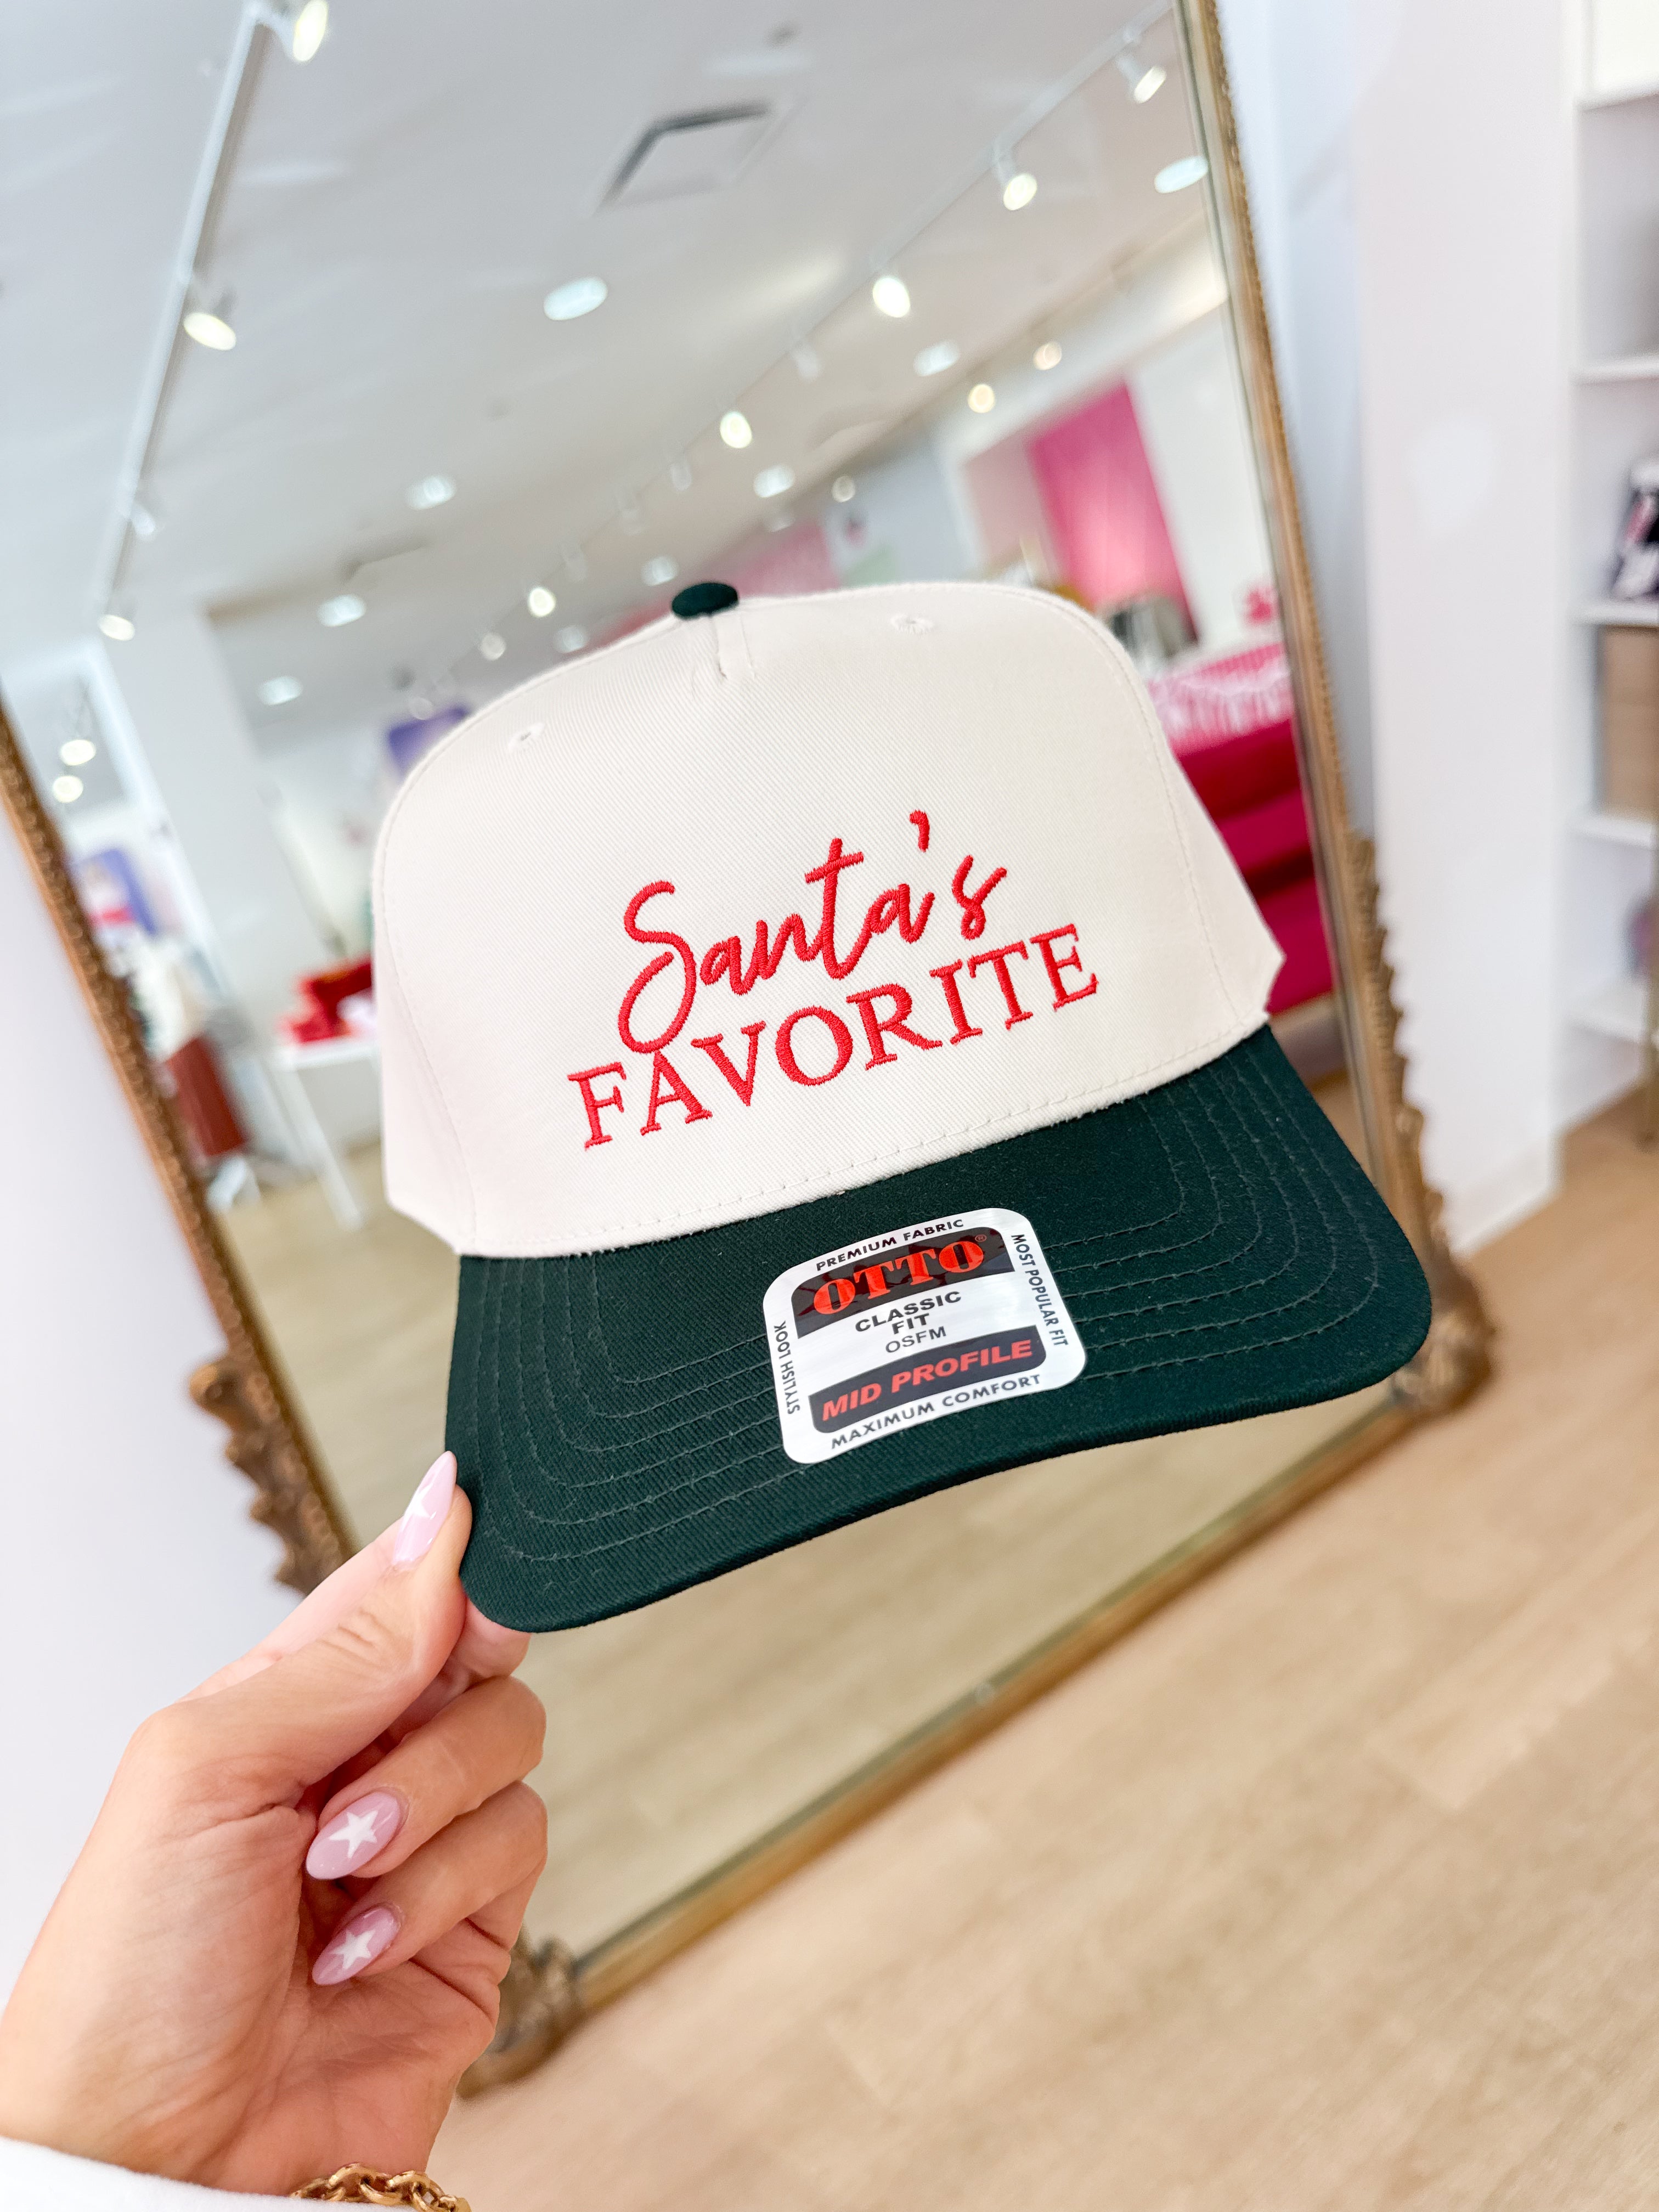 Santa's
FAVORITE
PREMIUM FABRIC
OTTO®
CLASSIC
FIT
OSFM
MID PROFILE
MAXIMUM COMFORT
STYLISH LOOK
MOST POPULAR FIT